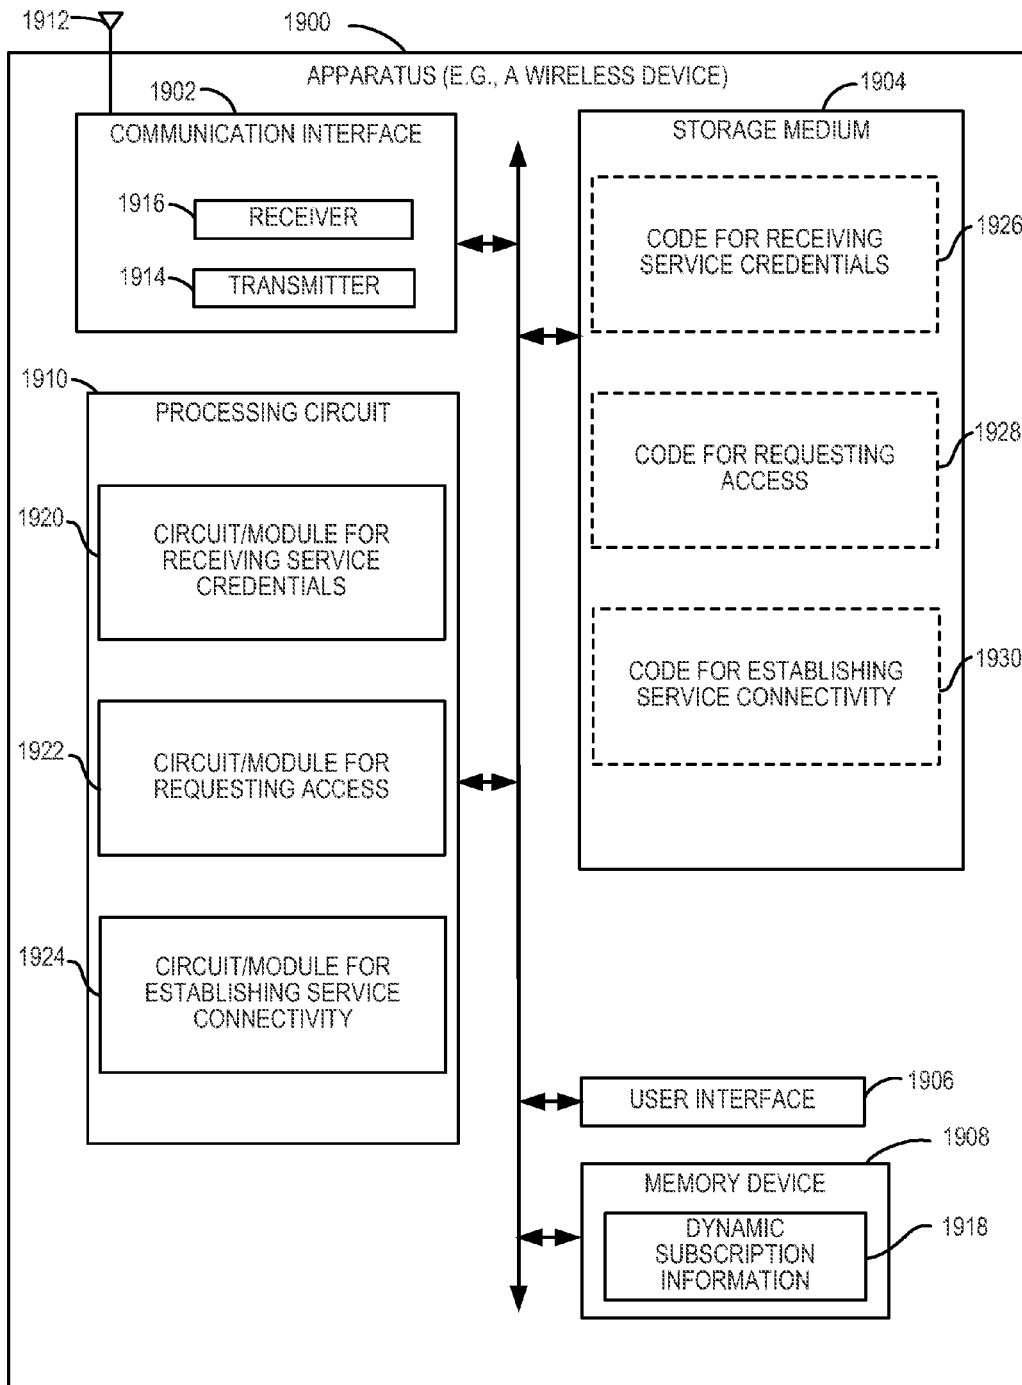 1912
1900
APPARATUS (E.G., A WIRELESS DEVICE)
1902
COMMUNICATION INTERFACE
1916
RECEIVER
1914
TRANSMITTER
1904
STORAGE MEDIUM
CODE FOR RECEIVING
SERVICE CREDENTIALS
1926
CODE FOR REQUESTING
ACCESS
1928
CODE FOR ESTABLISHING
SERVICE CONNECTIVITY
1930
1910
PROCESSING CIRCUIT
1920
CIRCUIT/MODULE FOR
RECEIVING SERVICE
CREDENTIALS
1922
CIRCUIT/MODULE FOR
REQUESTING ACCESS
1924
CIRCUIT/MODULE FOR
ESTABLISHING SERVICE
CONNECTIVITY
USER INTERFACE
1906
1908
MEMORY DEVICE
DYNAMIC
SUBSCRIPTION
INFORMATION
1918